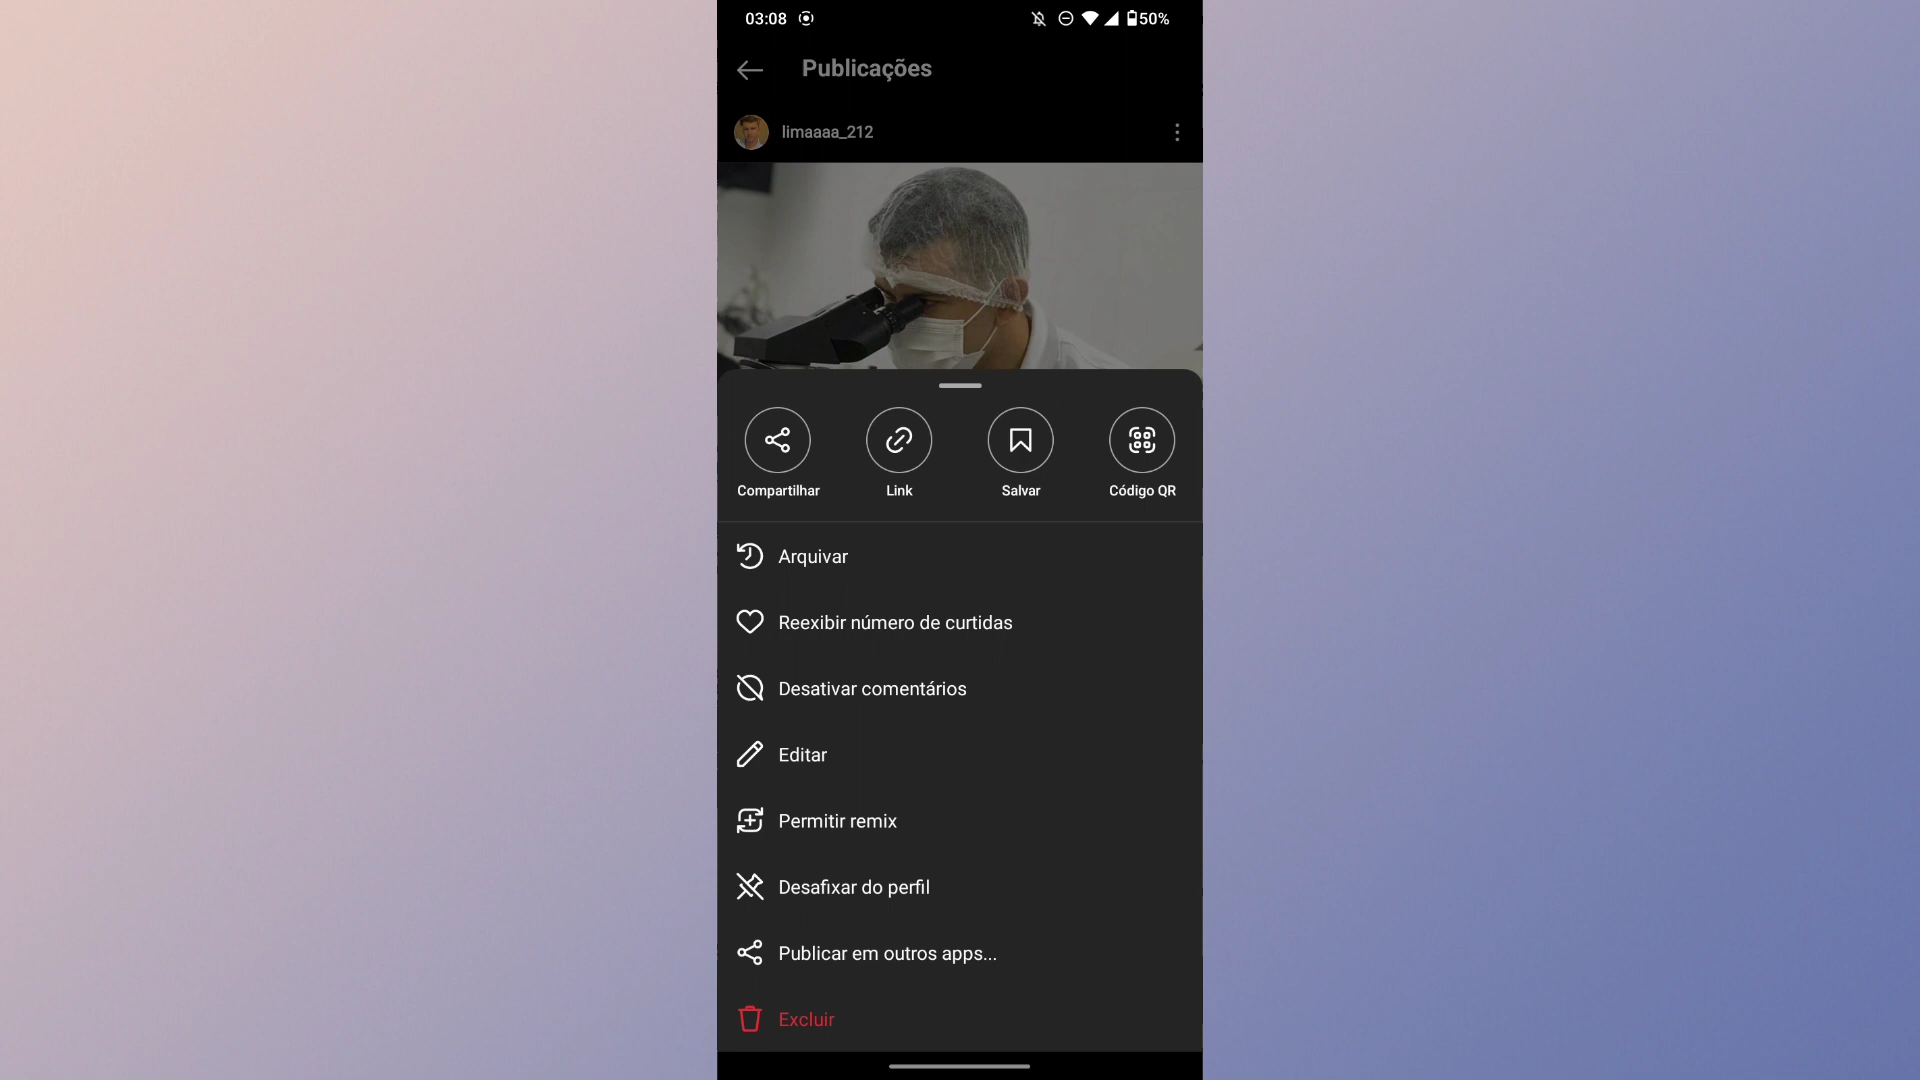 03:08
50%
Publicações
limaaaa_212
Compartilhar
Link
Salvar
Código QR
Arquivar
Reexibir número de curtidas
Desativar comentários
Editar
Permitir remix
Desafixar do perfil
Publicar em outros apps...
Excluir